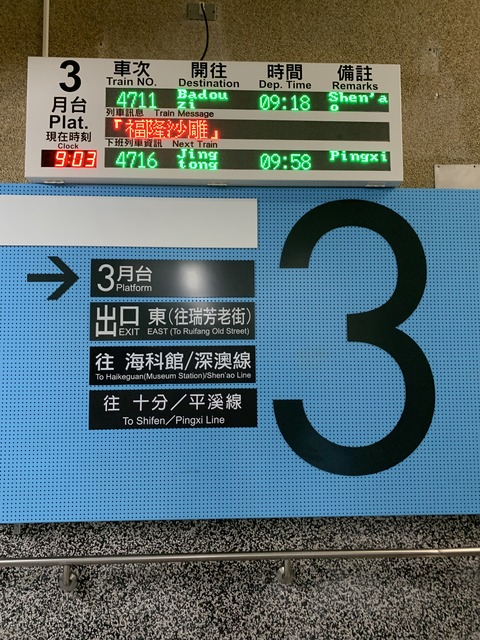 3 車次 開往 時間 備註
Train NO. Destination Dep. Time Remarks
月台 4711 Badou zi 09:18 Shen'a o
Plat. 列車訊息 Train Message
現在時刻 『福隆沙雕』
Clock 下班列車資訊 Next Train
9:03 4716 Jing tong 09:58 Pingxi
3月台
Platform
3
出口 東(往瑞芳老街)
EXIT EAST (To Ruifang Old Street)
往 海科館/深澳線
To Haikeguan(Museum Station)/Shen'ao Line
往 十分/平溪線
To Shifen/Pingxi Line